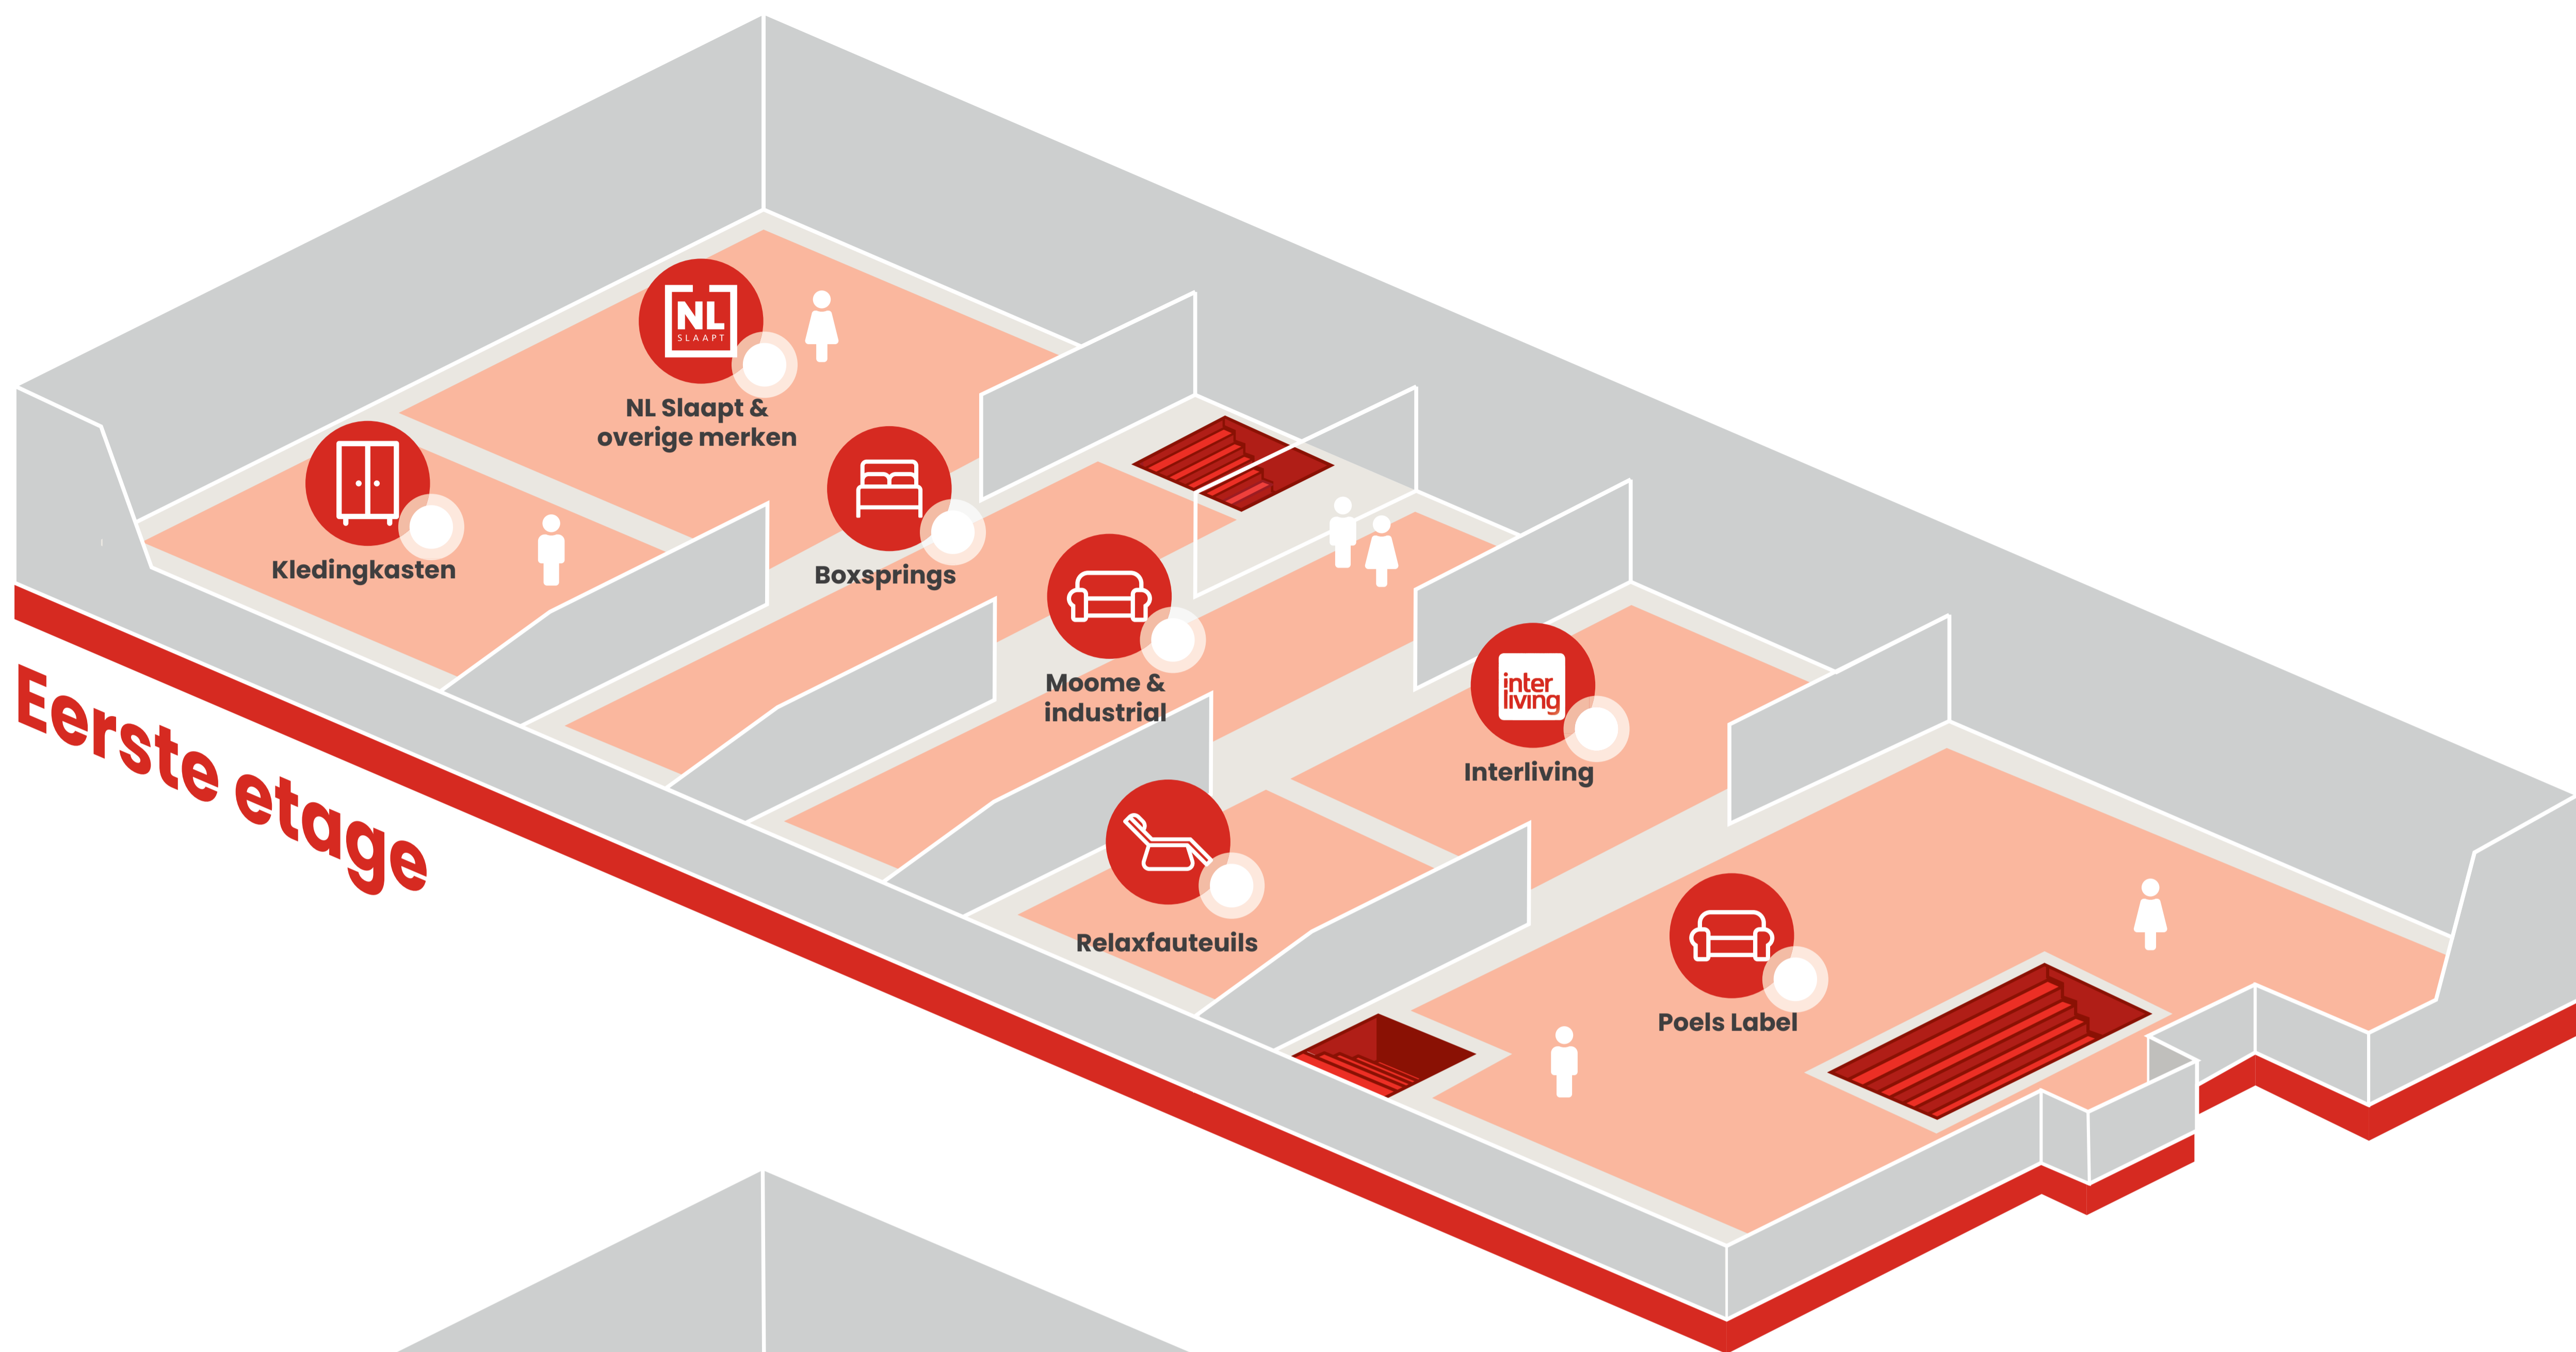 NL
SLAAPT
NL Slaapt &
overige merken
Kledingkasten
Boxsprings
Moome &
industrial
inter
living
Interliving
Relaxfauteuils
Poels Label
Eerste etage